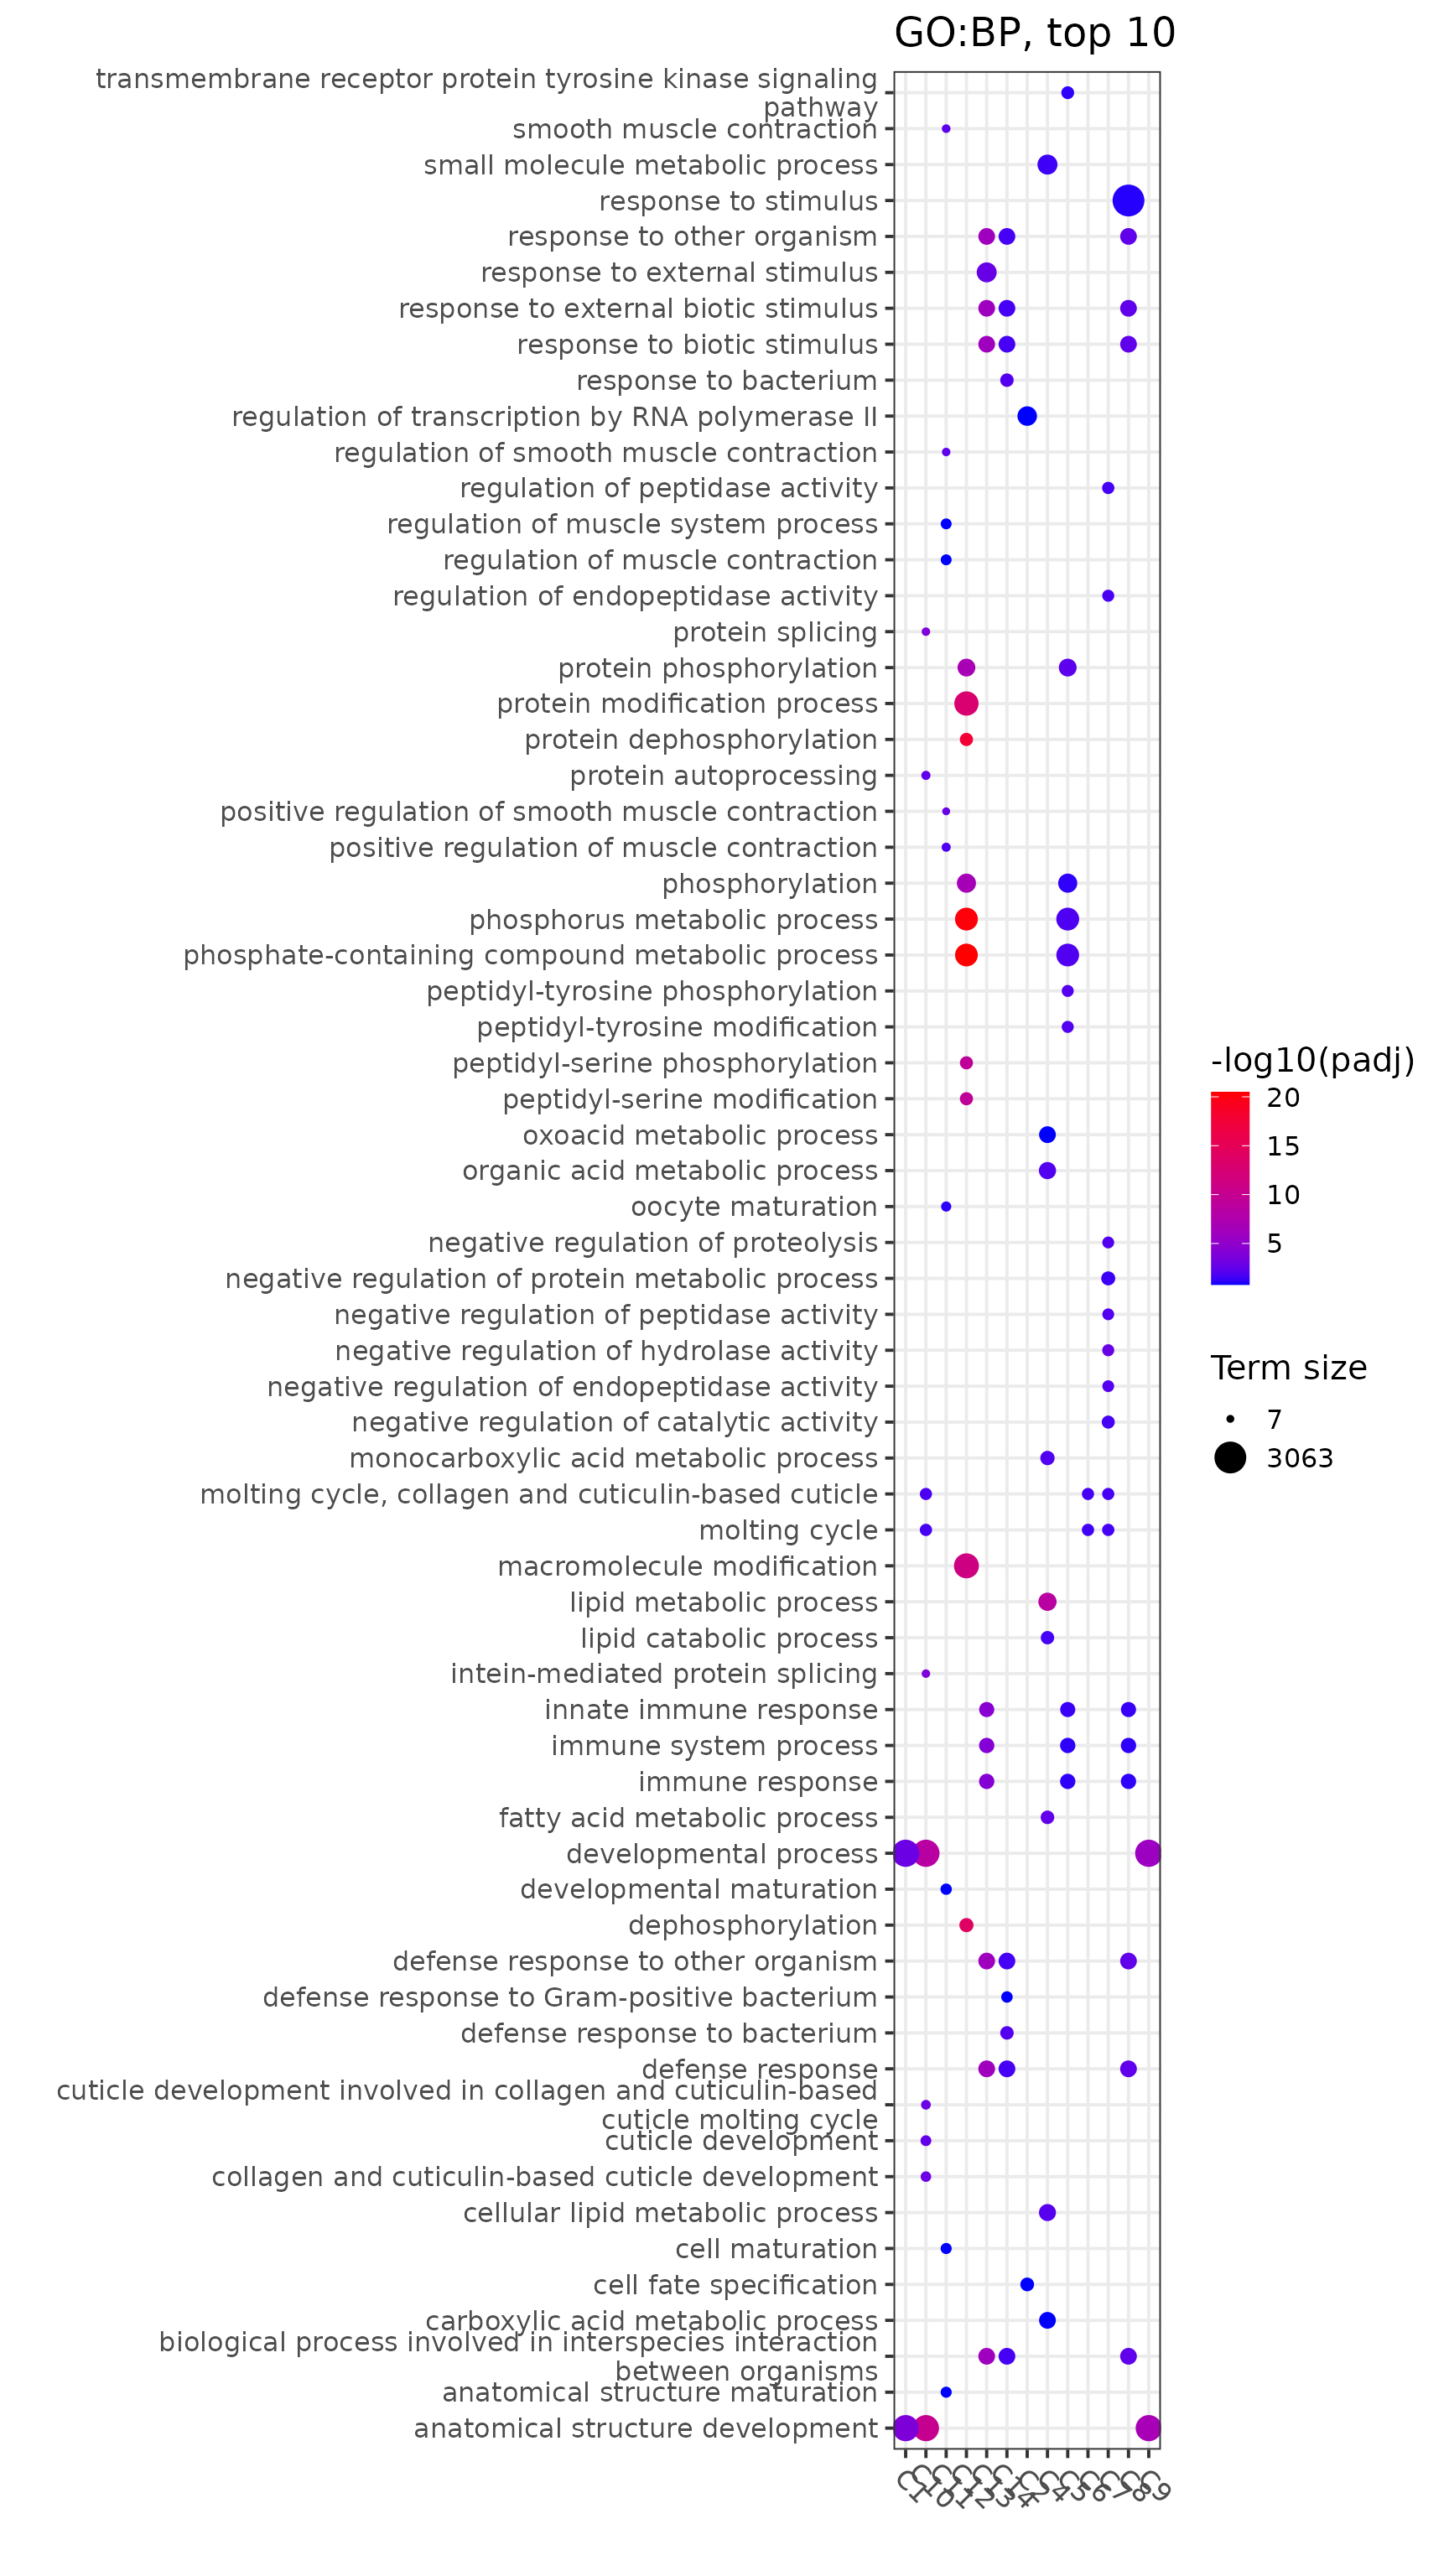 GO:BP, top 10
transmembrane receptor protein tyrosine kinase signaling
pathway
smooth muscle contraction
small molecule metabolic process
response to stimulus
response to other organism
response to external stimulus
response to external biotic stimulus
response to biotic stimulus
response to bacterium
regulation of transcription by RNA polymerase II
regulation of smooth muscle contraction
regulation of peptidase activity
regulation of muscle system process
regulation of muscle contraction
regulation of endopeptidase activity
protein splicing
protein phosphorylation
protein modification process
protein dephosphorylation
protein autoprocessing
positive regulation of smooth muscle contraction
positive regulation of muscle contraction
phosphorylation
phosphorus metabolic process
phosphate-containing compound metabolic process
peptidyl-tyrosine phosphorylation
peptidyl-tyrosine modification
peptidyl-serine phosphorylation
peptidyl-serine modification
oxoacid metabolic process
organic acid metabolic process
oocyte maturation
negative regulation of proteolysis
negative regulation of protein metabolic process
negative regulation of peptidase activity
negative regulation of hydrolase activity
negative regulation of endopeptidase activity
negative regulation of catalytic activity
monocarboxylic acid metabolic process
molting cycle, collagen and cuticulin-based cuticle
molting cycle
macromolecule modification
lipid metabolic process
lipid catabolic process
intein-mediated protein splicing
innate immune response
immune system process
immune response
fatty acid metabolic process
developmental process
developmental maturation
dephosphorylation
defense response to other organism
defense response to Gram-positive bacterium
defense response to bacterium
defense response
cuticle development involved in collagen and cuticulin-based
cuticle molting cycle
cuticle development
collagen and cuticulin-based cuticle development
cellular lipid metabolic process
cell maturation
cell fate specification
carboxylic acid metabolic process
biological process involved in interspecies interaction
between organisms
anatomical structure maturation
anatomical structure development
C1
C10
C11
C12
C13
C14
C2
C4
C5
C6
C7
C8
C9
-log10(padj)
20
15
10
5
Term size
7
3063